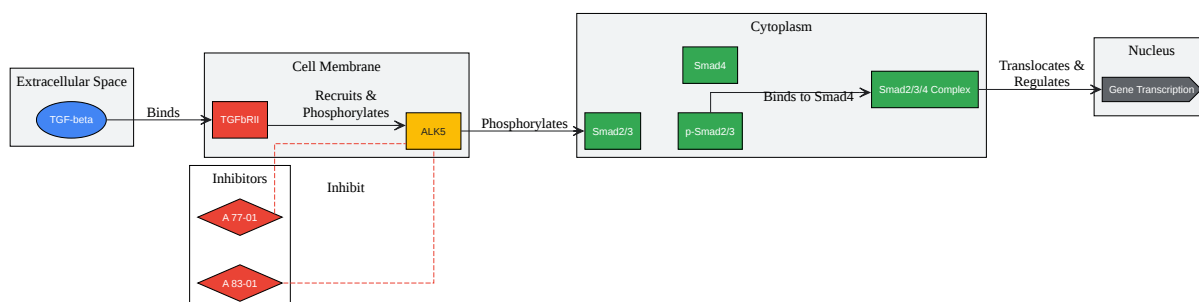 Extracellular Space
TGF-beta
Binds
Cell Membrane
TGFbRII
Recruits &
Phosphorylates
ALK5
Phosphorylates
Cytoplasm
Smad4
Smad2/3
p-Smad2/3
Binds to Smad4
Smad2/3/4 Complex
Translocates &
Regulates
Nucleus
Gene Transcription
Inhibitors
Inhibit
A 77-01
A 83-01